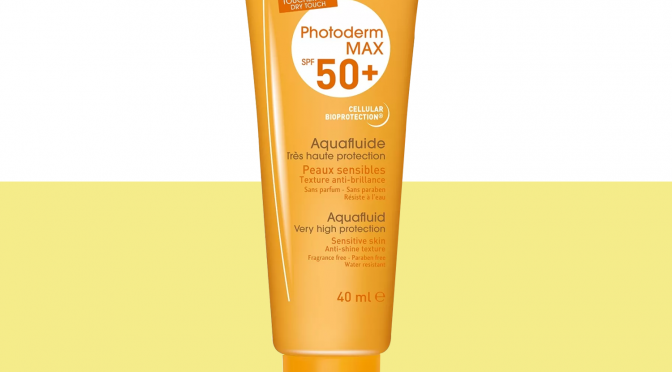 DRY TOUCH
Photoderm
MAX
SPF 50+
CELLULAR
BIOPROTECTION®
Aquafluide
Très haute protection
Peaux sensibles
Texture anti-brillance
Sans parfum - Sans paraben
Résiste à l'eau
Aquafluid
Very high protection
Sensitive skin
Anti-shine texture
Fragrance free - Paraben free
Water resistant
40 ml e